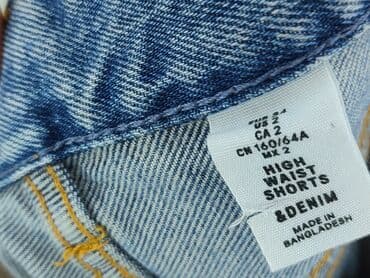 US 2
CA 2
CN 160/64A
MX 2
HIGH
WAIST
SHORTS
&DENIM
MADE IN
BANGLADESH